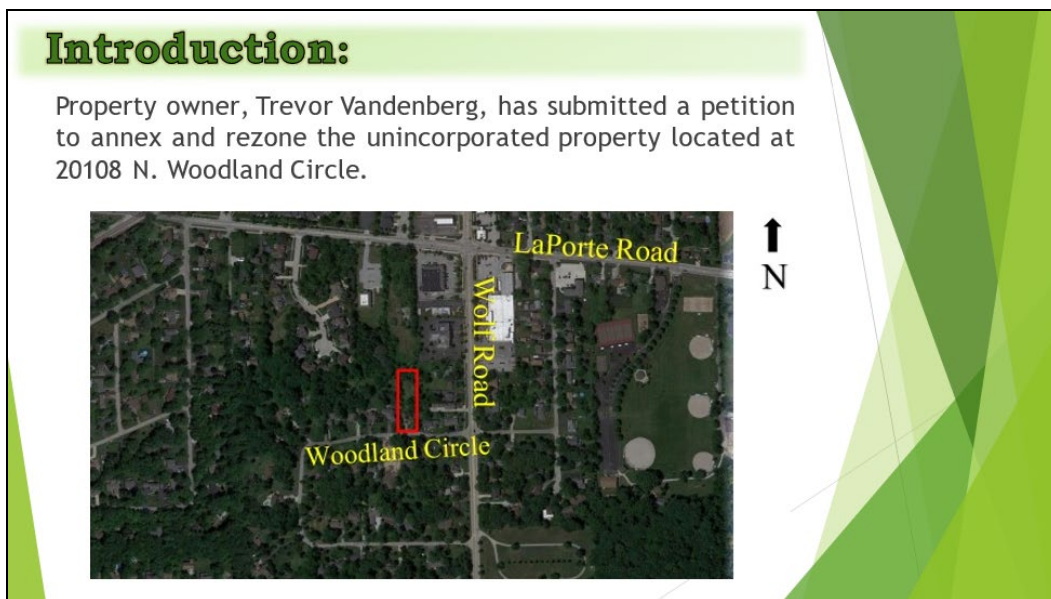 Introduction:
Property owner, Trevor Vandenberg, has submitted a petition
to annex and rezone the unincorporated property located at
20108 N. Woodland Circle.
LaPorte Road
N
Wolf Road
Woodland Circle